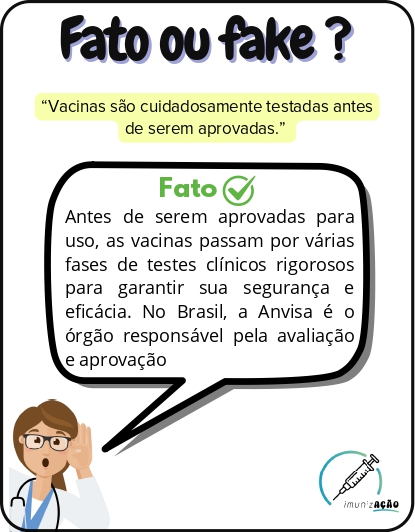 Fato ou fake ?
“Vacinas são cuidadosamente testadas antes
de serem aprovadas.”
Fato
Antes de serem aprovadas para
uso, as vacinas passam por várias
fases de testes clínicos rigorosos
para garantir sua segurança e
eficácia. No Brasil, a Anvisa é o
órgão responsável pela avaliação
e aprovação
imunizAÇÃO